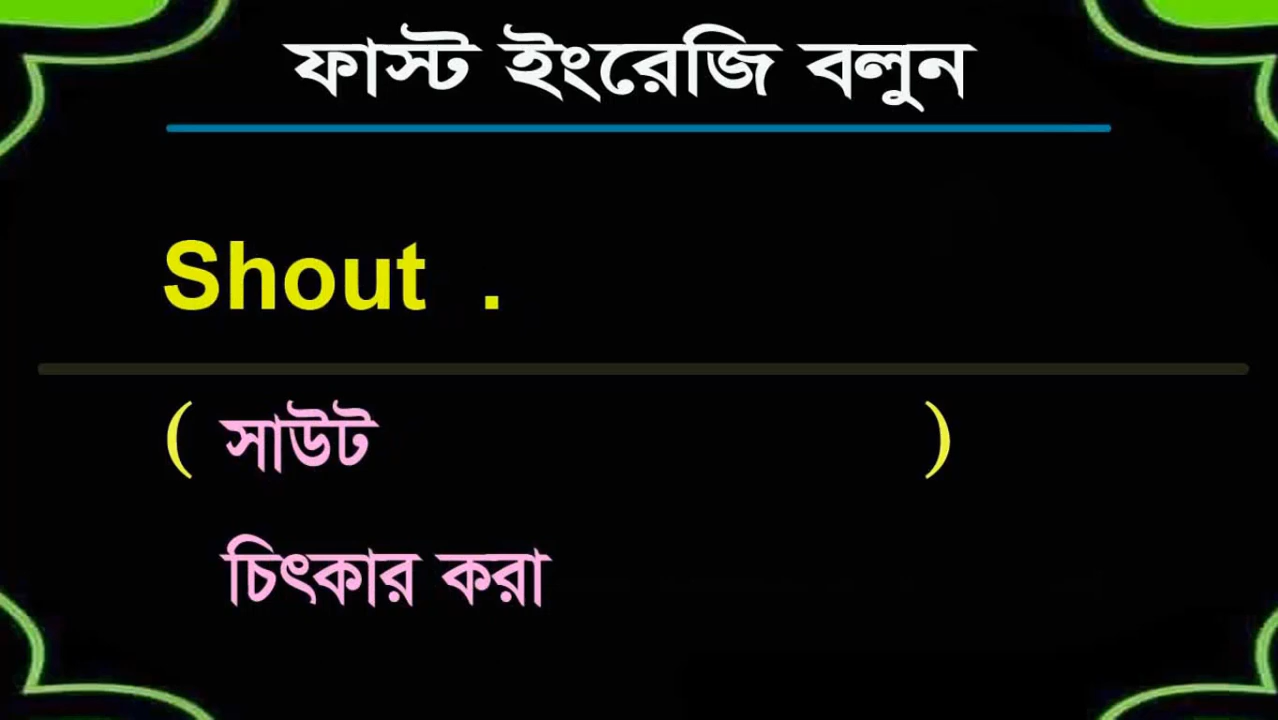 ফাস্ট ইংরেজি বলুন
Shout .
( সাউট )
চিৎকার করা